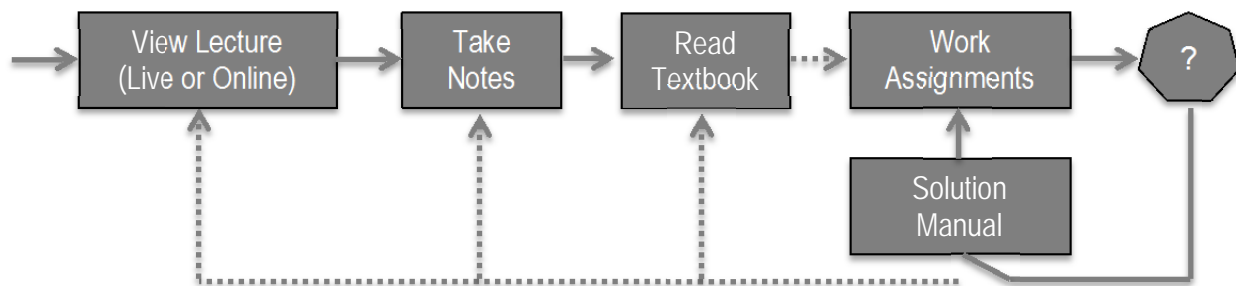 View Lecture
(Live or Online)
Take
Notes
Read
Textbook
Work
Assignments
?
Solution
Manual